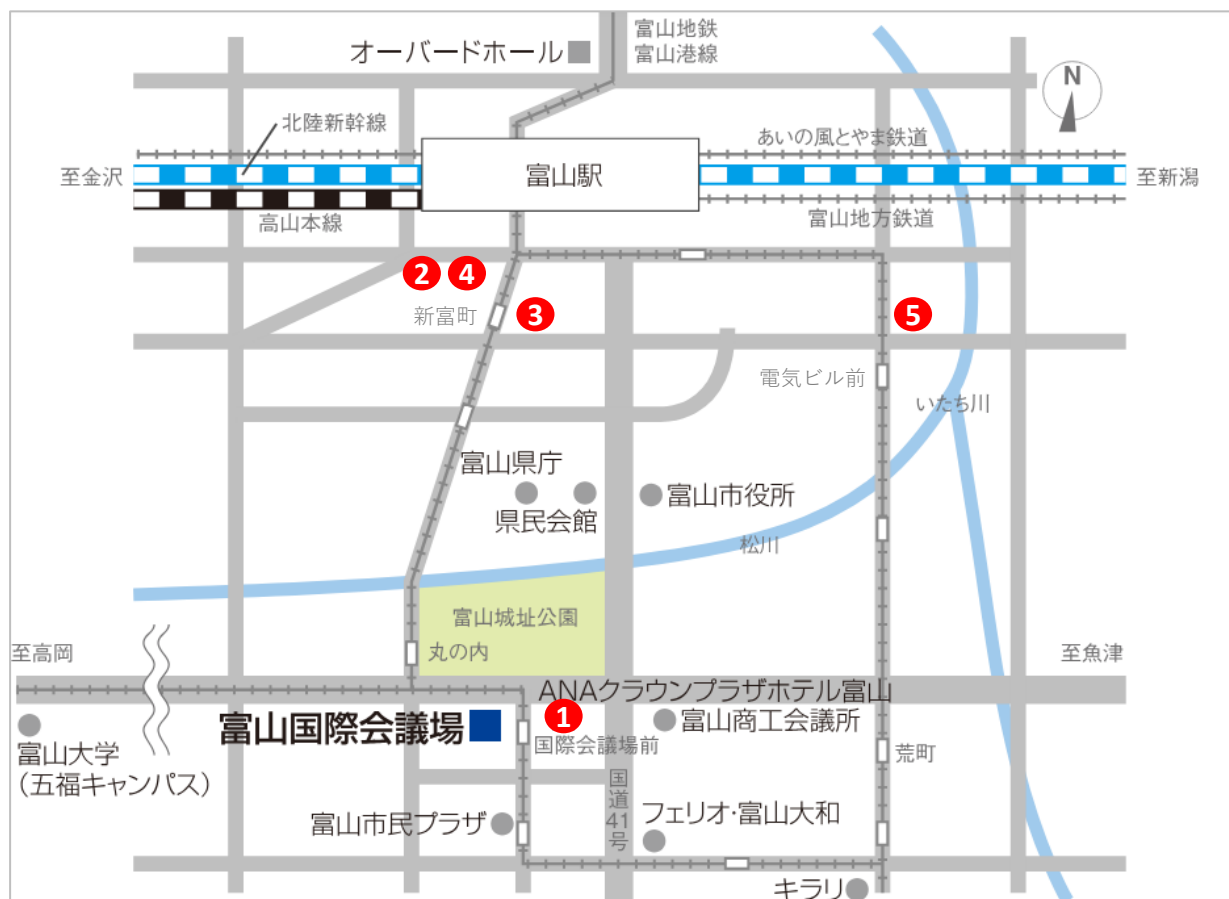 富山地鉄
富山港線
オーバードホール
N
北陸新幹線
あいの風とやま鉄道
至金沢
富山駅
至新潟
高山本線
富山地方鉄道
2
4
新富町
3
5
電気ビル前
いたち川
富山県庁
県民会館
富山市役所
松川
富山城址公園
丸の内
至高岡
至魚津
ANAクラウンプラザホテル富山
1
富山国際会議場
富山商工会議所
国際会議場前
荒町
富山大学
(五福キャンパス)
国道41号
フェリオ・富山大和
富山市民プラザ
キラリ